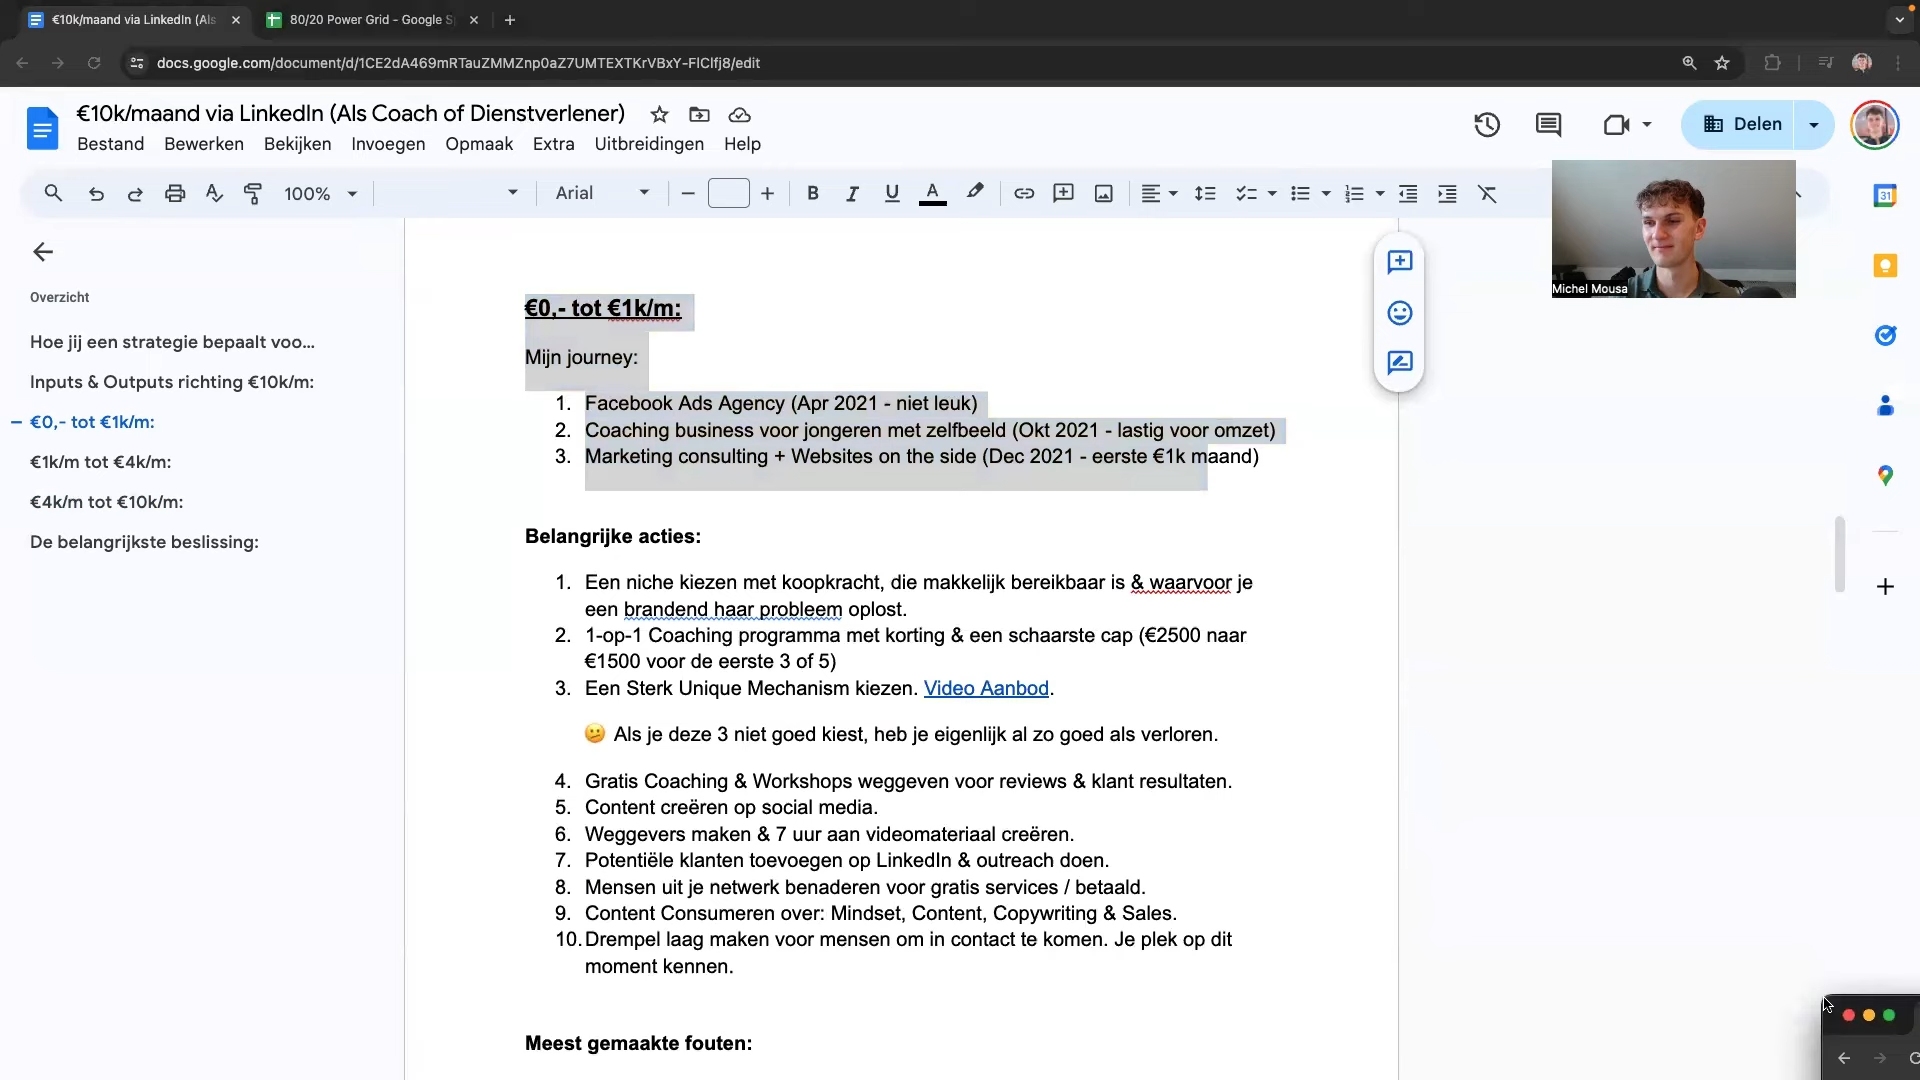 €10k/maand via LinkedIn (Als
80/20 Power Grid - Google S
docs.google.com/document/d/1CE2dA469mRTauZMMZnp0aZ7UMTEXTKrVBxY-FlClfj8/edit
€10k/maand via LinkedIn (Als Coach of Dienstverlener)
Bestand Bewerken Bekijken Invoegen Opmaak Extra Uitbreidingen Help
Delen
100% Arial
Michel Mousa
Overzicht
Hoe jij een strategie bepaalt voo...
Inputs & Outputs richting €10k/m:
€0,- tot €1k/m:
€1k/m tot €4k/m:
€4k/m tot €10k/m:
De belangrijkste beslissing:
€0,- tot €1k/m:
Mijn journey:
1. Facebook Ads Agency (Apr 2021 - niet leuk)
2. Coaching business voor jongeren met zelfbeeld (Okt 2021 - lastig voor omzet)
3. Marketing consulting + Websites on the side (Dec 2021 - eerste €1k maand)
Belangrijke acties:
1. Een niche kiezen met koopkracht, die makkelijk bereikbaar is & waarvoor je
een brandend haar probleem oplost.
2. 1-op-1 Coaching programma met korting & een schaarste cap (€2500 naar
€1500 voor de eerste 3 of 5)
3. Een Sterk Unique Mechanism kiezen. Video Aanbod.
🫤 Als je deze 3 niet goed kiest, heb je eigenlijk al zo goed als verloren.
4. Gratis Coaching & Workshops weggeven voor reviews & klant resultaten.
5. Content creëren op social media.
6. Weggevers maken & 7 uur aan videomateriaal creëren.
7. Potentiële klanten toevoegen op LinkedIn & outreach doen.
8. Mensen uit je netwerk benaderen voor gratis services / betaald.
9. Content Consumeren over: Mindset, Content, Copywriting & Sales.
10. Drempel laag maken voor mensen om in contact te komen. Je plek op dit
moment kennen.
Meest gemaakte fouten: